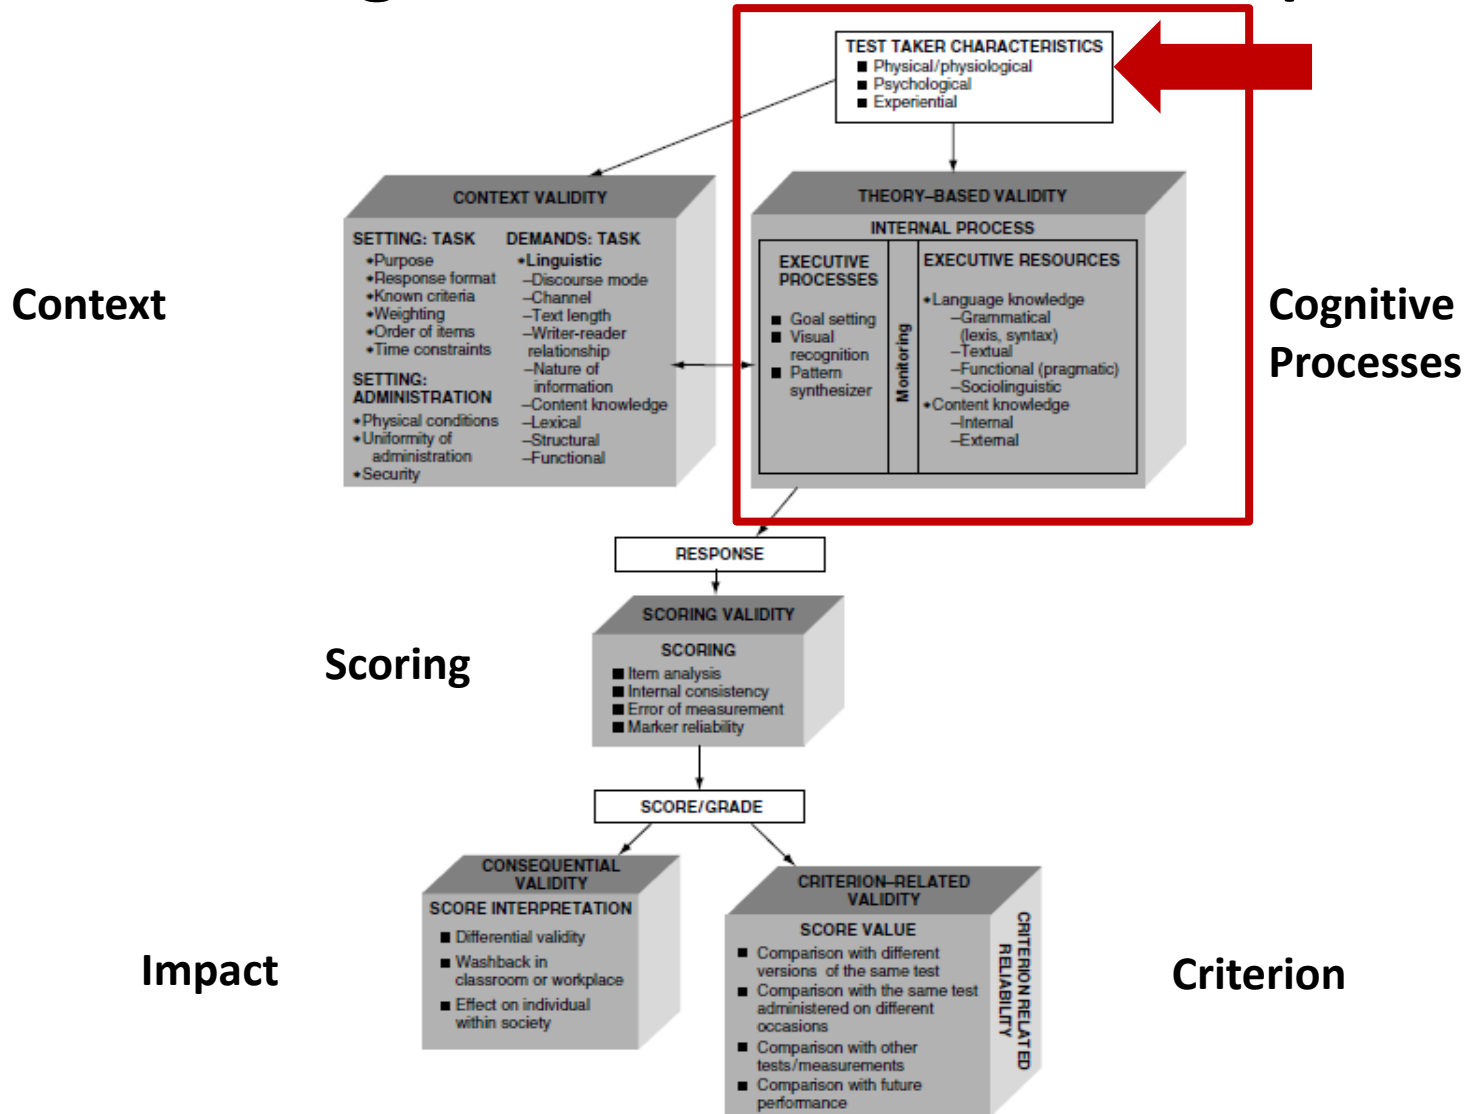 TEST TAKER CHARACTERISTICS
■ Physical/physiological
■ Psychological
■ Experiential
CONTEXT VALIDITY
SETTING: TASK
•Purpose
•Response format
•Known criteria
•Weighting
•Order of items
•Time constraints
SETTING:
ADMINISTRATION
•Physical conditions
•Uniformity of
administration
•Security
DEMANDS: TASK
•Linguistic
–Discourse mode
–Channel
–Text length
–Writer-reader
relationship
–Nature of
information
–Content knowledge
–Lexical
–Structural
–Functional
THEORY–BASED VALIDITY
INTERNAL PROCESS
EXECUTIVE
PROCESSES
■ Goal setting
■ Visual
recognition
■ Pattern
synthesizer
Monitoring
EXECUTIVE RESOURCES
•Language knowledge
–Grammatical
(lexis, syntax)
–Textual
–Functional (pragmatic)
–Sociolinguistic
•Content knowledge
–Internal
–External
Context
Cognitive
Processes
RESPONSE
SCORING VALIDITY
SCORING
■ Item analysis
■ Internal consistency
■ Error of measurement
■ Marker reliability
Scoring
SCORE/GRADE
CONSEQUENTIAL
VALIDITY
SCORE INTERPRETATION
■ Differential validity
■ Washback in
classroom or workplace
■ Effect on individual
within society
Impact
CRITERION–RELATED
VALIDITY
SCORE VALUE
■ Comparison with different
versions of the same test
■ Comparison with the same test
administered on different
occasions
■ Comparison with other
tests/measurements
■ Comparison with future
performance
CRITERION RELATED
RELIABILITY
Criterion